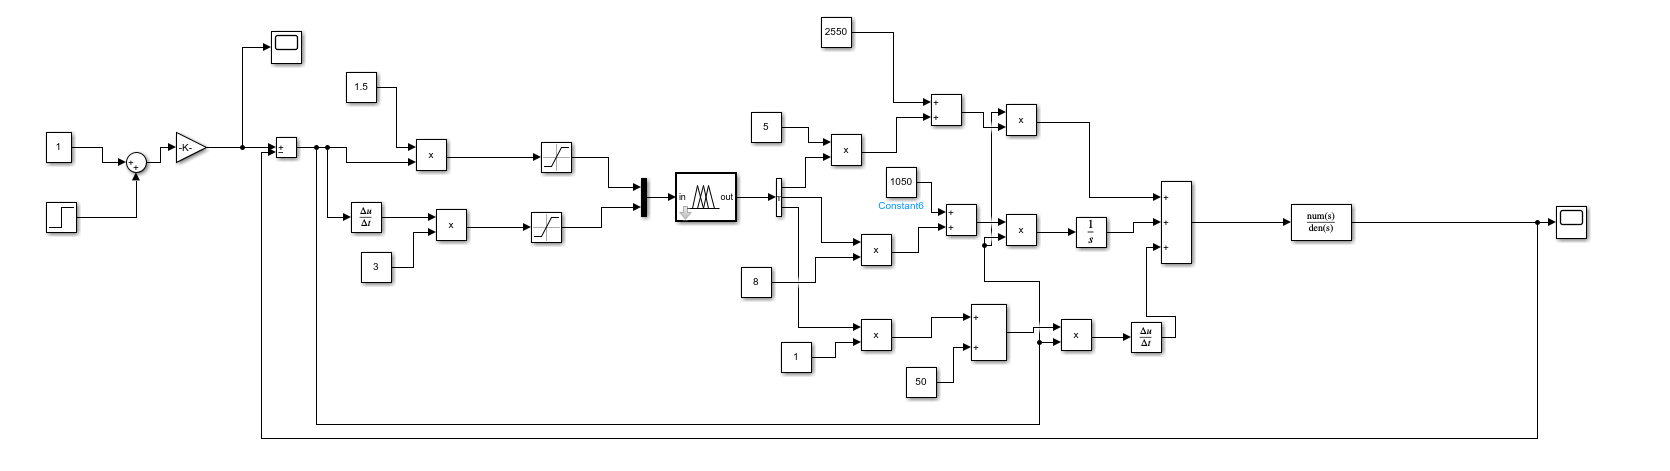 2550
1.5
1
-K-
+
+
±
−
x
5
x
+
+
x
in
out
1050
Constant6
Δu
Δt
x
3
+
+
x
1
s
+
+
+
num(s)
den(s)
x
8
x
1
+
+
50
x
Δu
Δt